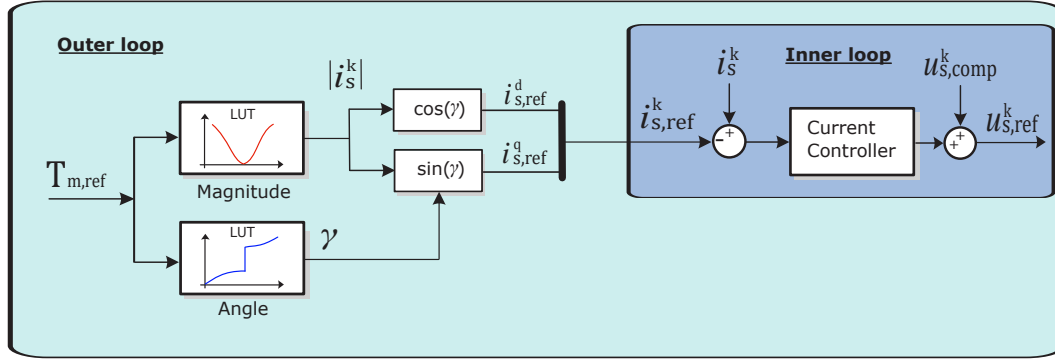 Outer loop
Inner loop
T_m,ref
LUT
Magnitude
LUT
Angle
|i_s^k|
γ
cos(γ)
sin(γ)
i_s,ref^d
i_s,ref^q
i_s,ref^k
i_s^k
- +
Current
Controller
u_s,comp^k
+ +
u_s,ref^k